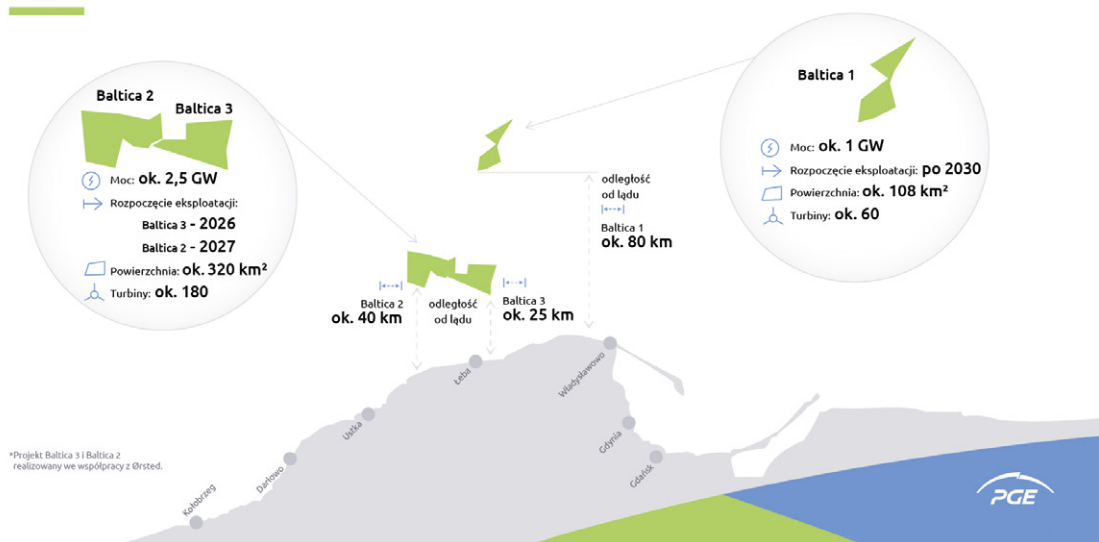 Baltica 2
Baltica 3
Moc: ok. 2,5 GW
Rozpoczęcie eksploatacji:
Baltica 3 - 2026
Baltica 2 - 2027
Powierzchnia: ok. 320 km²
Turbiny: ok. 180
Baltica 1
Moc: ok. 1 GW
Rozpoczęcie eksploatacji: po 2030
Powierzchnia: ok. 108 km²
Turbiny: ok. 60
odległość
od lądu
Baltica 1
ok. 80 km
Baltica 2
ok. 40 km
odległość
od lądu
Baltica 3
ok. 25 km
Łeba
Władysławowo
Ustka
Gdynia
Gdańsk
Darłowo
Kołobrzeg
*Projekt Baltica 3 i Baltica 2
realizowany we współpracy z Ørsted.
PGE